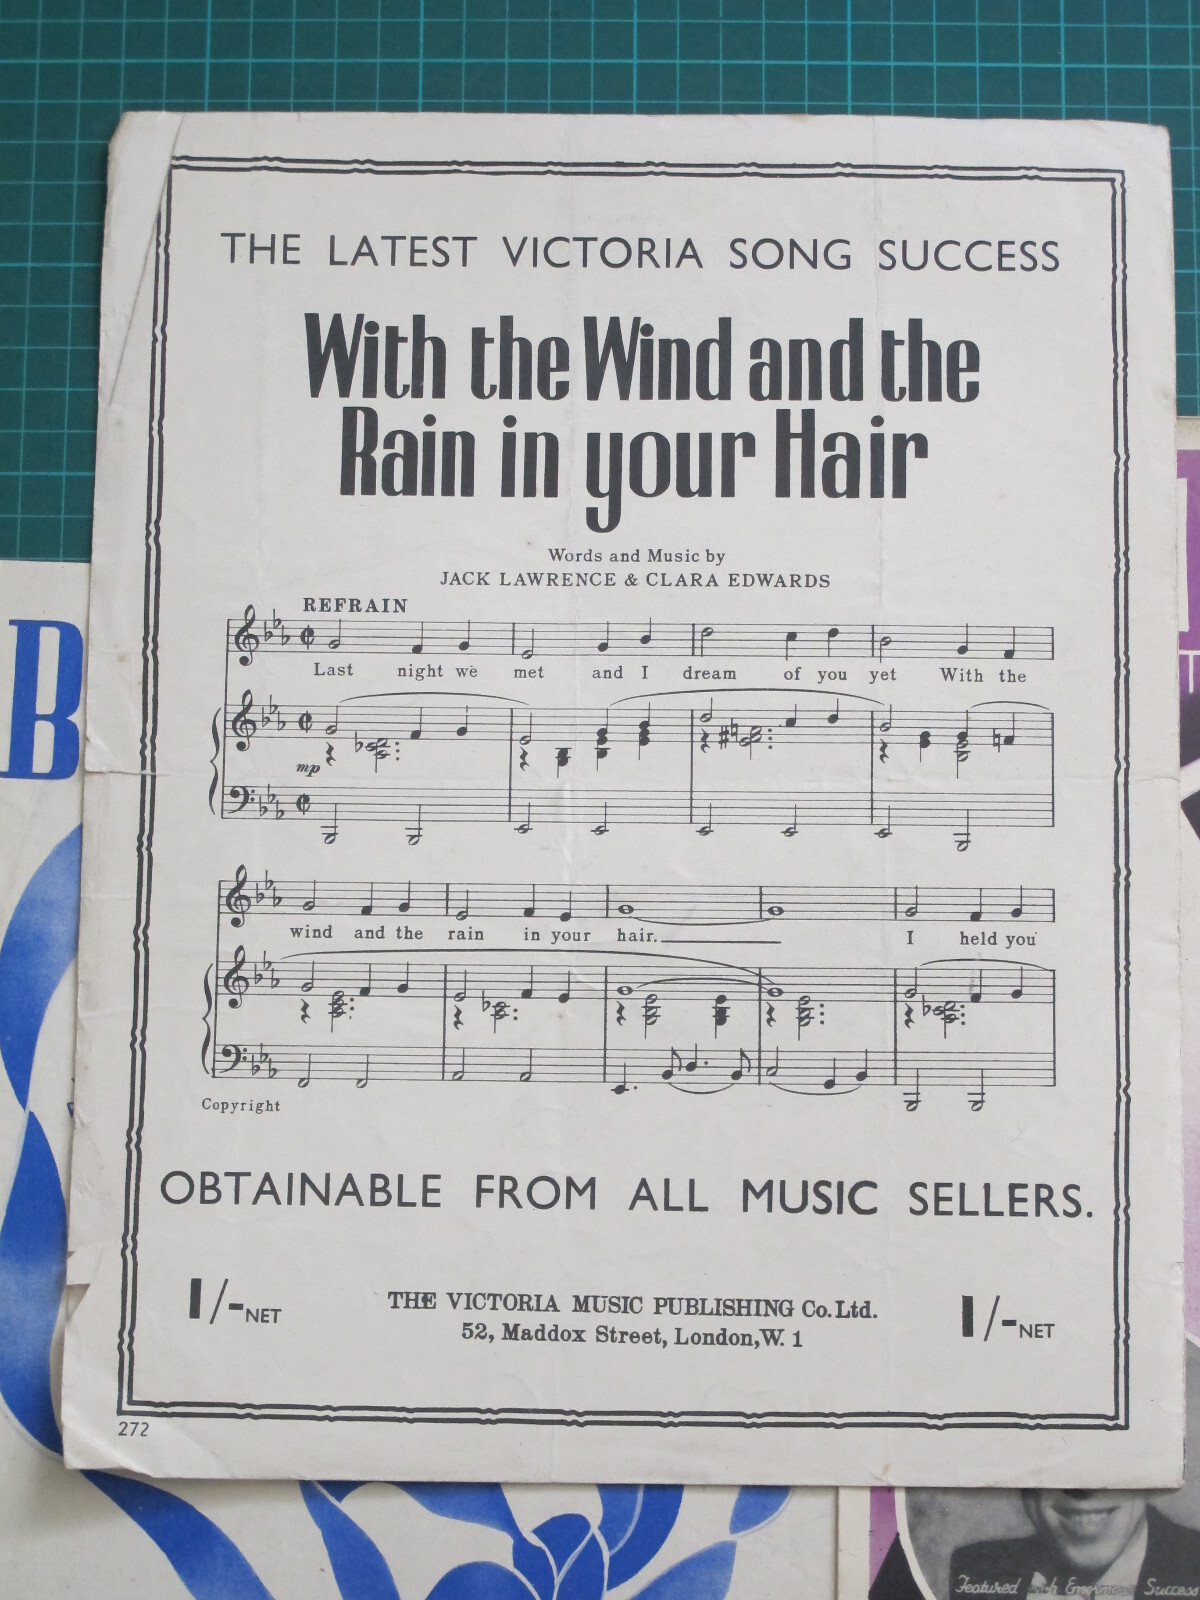 THE LATEST VICTORIA SONG SUCCESS
With the Wind and the
Rain in your Hair
Words and Music by
JACK LAWRENCE & CLARA EDWARDS
REFRAIN
Last night we met and I dream of you yet With the
mp
wind and the rain in your hair. I held you
Copyright
OBTAINABLE FROM ALL MUSIC SELLERS.
1/- NET
THE VICTORIA MUSIC PUBLISHING Co. Ltd.
52, Maddox Street, London, W. 1
1/- NET
272
B
Featured with Enormous Success